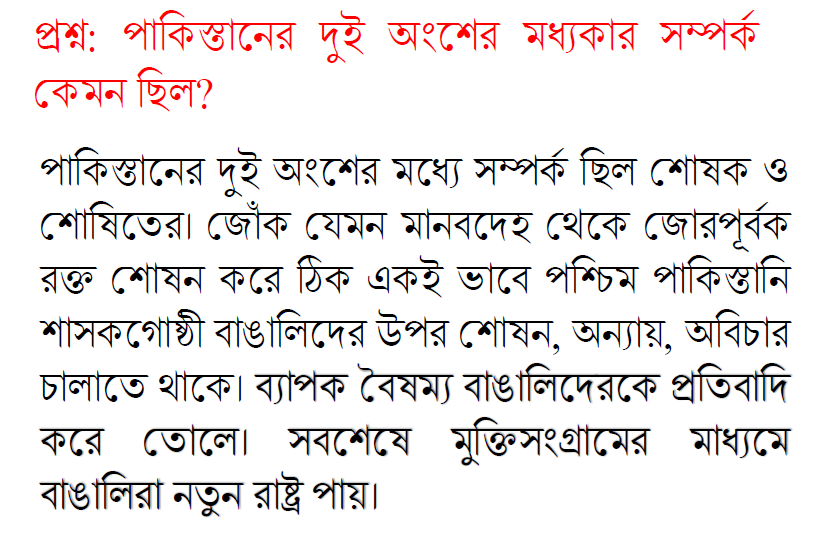 প্রশ্ন: পাকিস্তানের দুই অংশের মধ্যকার সম্পর্ক
কেমন ছিল?
পাকিস্তানের দুই অংশের মধ্যে সম্পর্ক ছিল শোষক ও
শোষিতের। জোঁক যেমন মানবদেহ থেকে জোরপূর্বক
রক্ত শোষন করে ঠিক একই ভাবে পশ্চিম পাকিস্তানি
শাসকগোষ্ঠী বাঙালিদের উপর শোষন, অন্যায়, অবিচার
চালাতে থাকে। ব্যাপক বৈষম্য বাঙালিদেরকে প্রতিবাদি
করে তোলে। সবশেষে মুক্তিসংগ্রামের মাধ্যমে
বাঙালিরা নতুন রাষ্ট্র পায়।